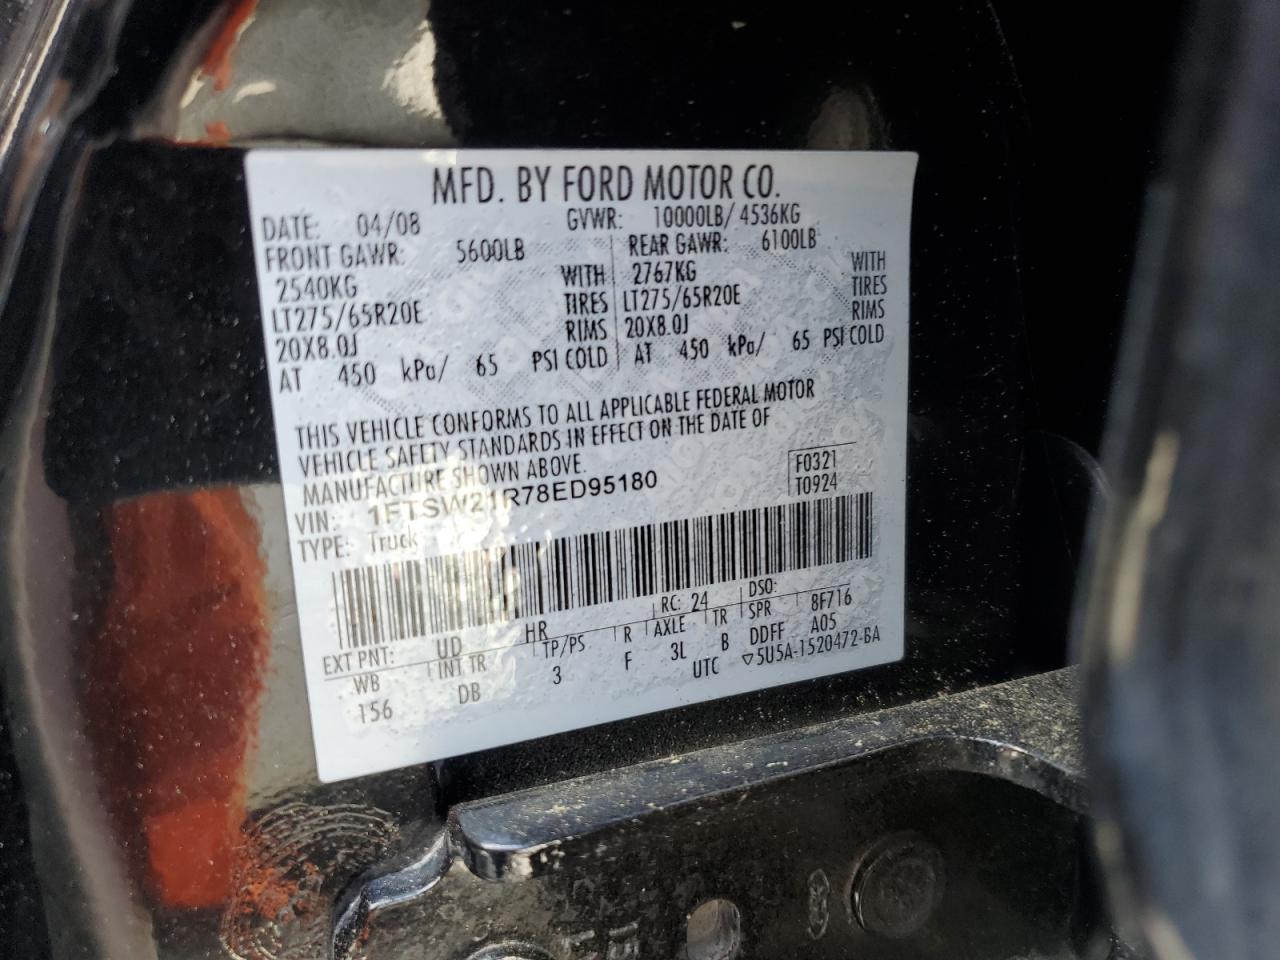 MFD. BY FORD MOTOR CO.
DATE: 04/08 GVWR: 10000LB/ 4536KG
FRONT GAWR: 5600LB REAR GAWR: 6100LB
2540KG WITH 2767KG WITH
LT275/65R20E TIRES LT275/65R20E TIRES
20X8.0J RIMS 20X8.0J RIMS
AT 450 kPa/ 65 PSI COLD AT 450 kPa/ 65 PSI COLD
THIS VEHICLE CONFORMS TO ALL APPLICABLE FEDERAL MOTOR
VEHICLE SAFETY STANDARDS IN EFFECT ON THE DATE OF
MANUFACTURE SHOWN ABOVE.
VIN: 1FTSW21R78ED95180 F0321
TYPE: Truck T0924
EXT PNT: UD HR RC: 24 DSO:
WB INT TR TP/PS R AXLE TR SPR 8F716
156 DB 3 F 3L B DDFF A05
UTC ▽5U5A-1520472-BA